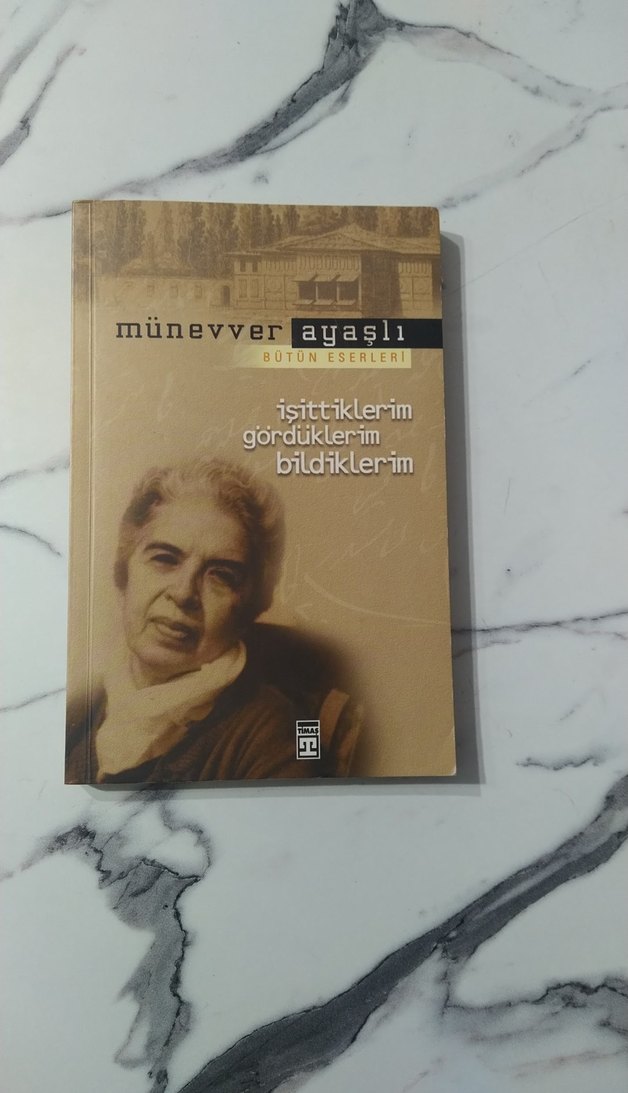 münevver ayaşlı
BÜTÜN ESERLERİ
işittiklerim
gördüklerim
bildiklerim
TİMAŞ